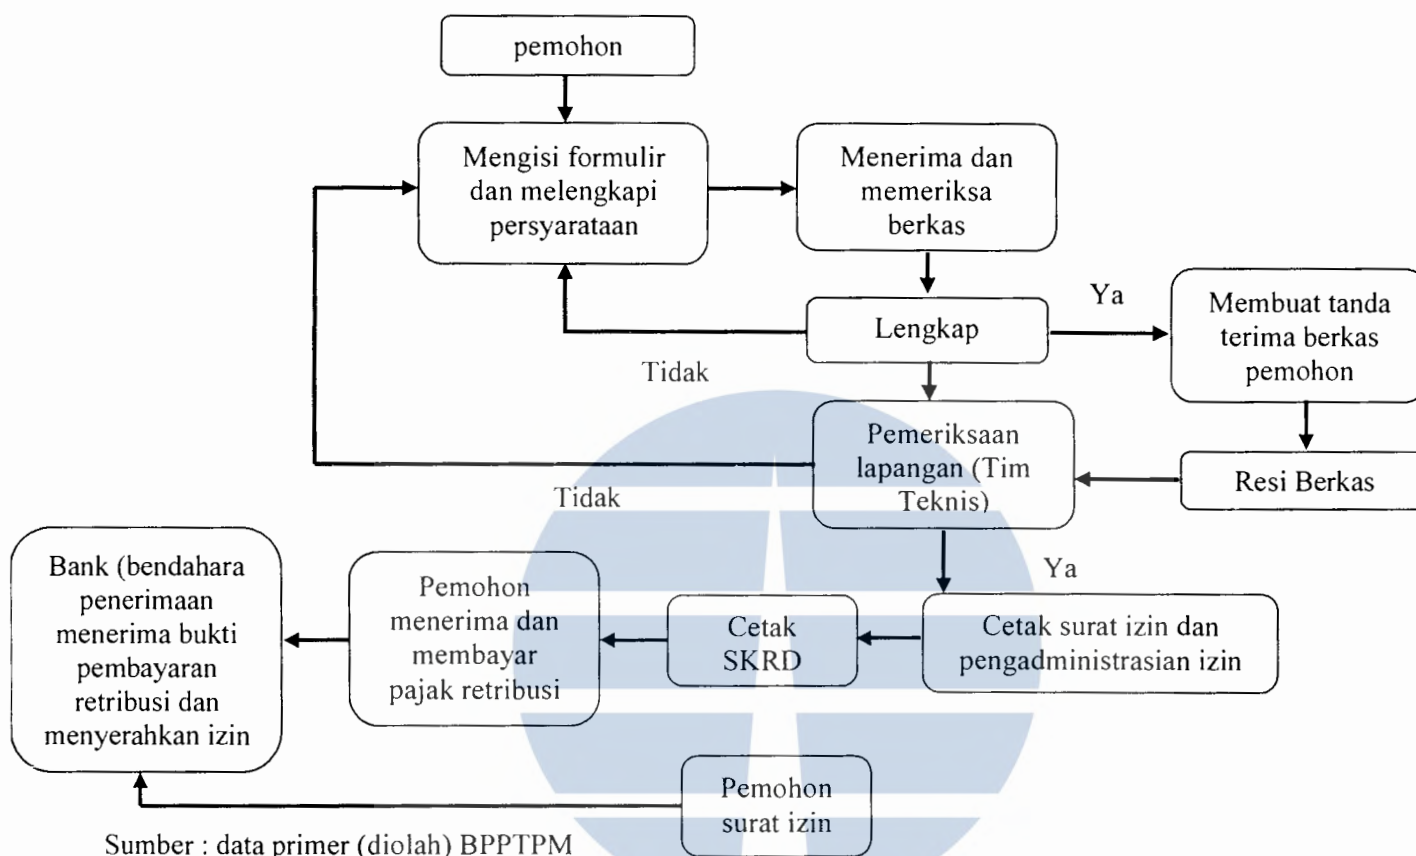 pemohon
Mengisi formulir
dan melengkapi
persyarataan
Menerima dan
memeriksa
berkas
Lengkap
Ya
Membuat tanda
terima berkas
pemohon
Tidak
Pemeriksaan
lapangan (Tim
Teknis)
Resi Berkas
Tidak
Ya
Bank (bendahara
penerimaan
menerima bukti
pembayaran
retribusi dan
menyerahkan izin
Pemohon
menerima dan
membayar
pajak retribusi
Cetak
SKRD
Cetak surat izin dan
pengadministrasian izin
Pemohon
surat izin
Sumber : data primer (diolah) BPPTPM